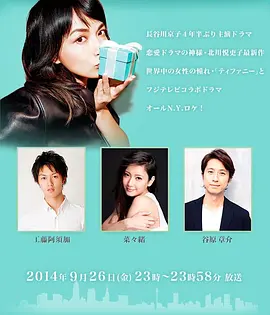 長谷川京子4年半ぶり主演ドラマ
恋愛ドラマの神様・北川悦吏子最新作
世界中の女性の憧れ・「ティファニー」と
フジテレビコラボドラマ
オールN.Y.ロケ!
工藤阿須加
菜々緒
谷原章介
2014年9月26日(金)23時〜23時58分 放送